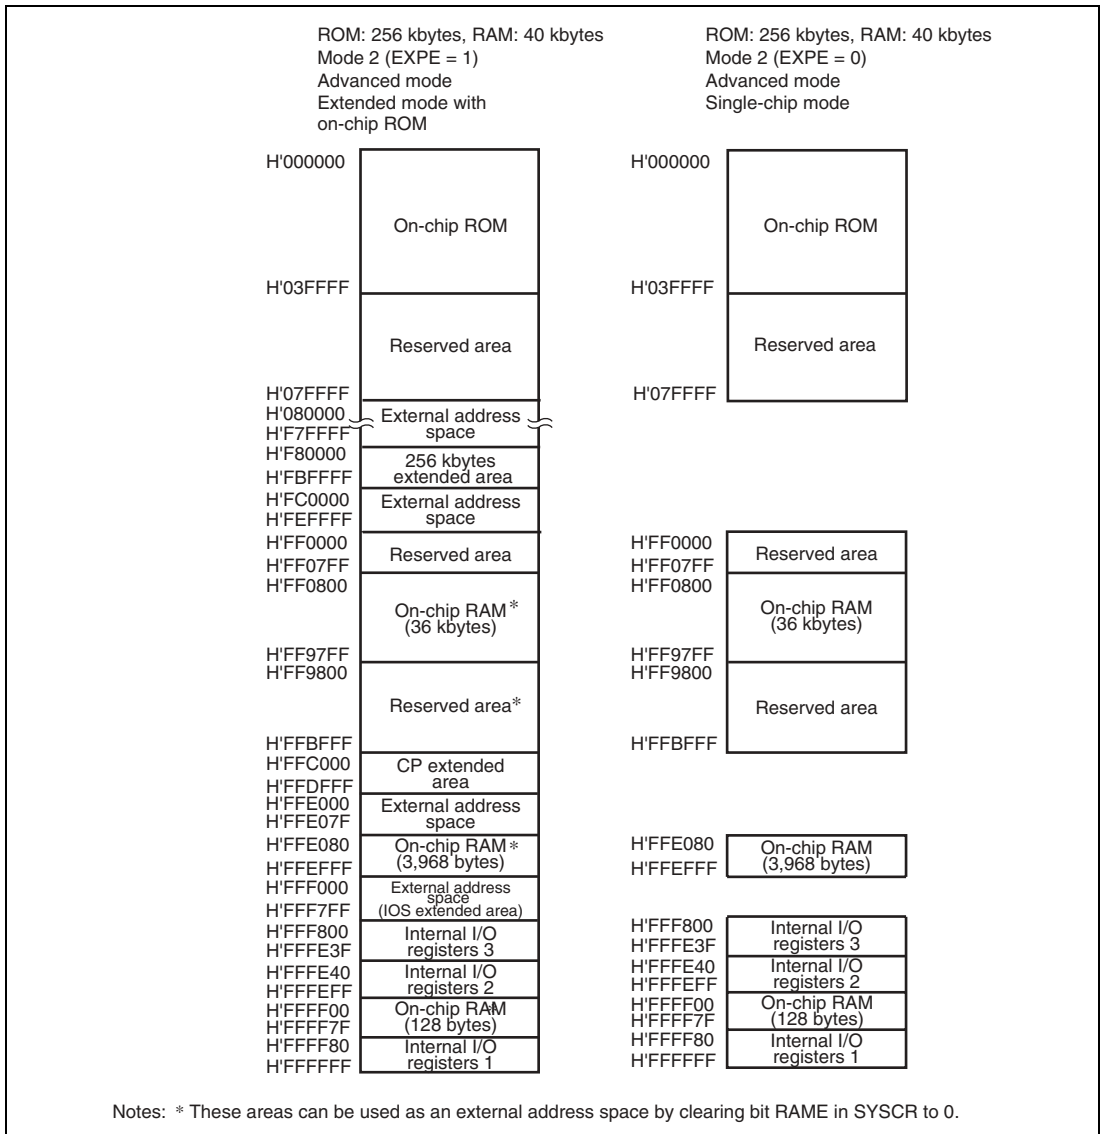 ROM: 256 kbytes, RAM: 40 kbytes
Mode 2 (EXPE = 1)
Advanced mode
Extended mode with
on-chip ROM
H'000000
On-chip ROM
H'03FFFF
Reserved area
H'07FFFF
H'080000
External address
space
H'F7FFFF
H'F80000
256 kbytes
extended area
H'FBFFFF
H'FC0000
External address
space
H'FEFFFF
H'FF0000
Reserved area
H'FF07FF
H'FF0800
On-chip RAM *
(36 kbytes)
H'FF97FF
H'FF9800
Reserved area*
H'FFBFFF
H'FFC000
CP extended
area
H'FFDFFF
H'FFE000
External address
space
H'FFE07F
H'FFE080
On-chip RAM *
(3,968 bytes)
H'FFEFFF
H'FFF000
External address
space
(IOS extended area)
H'FFF7FF
H'FFF800
Internal I/O
registers 3
H'FFFE3F
H'FFFE40
Internal I/O
registers 2
H'FFFEFF
H'FFFF00
On-chip RAM*
(128 bytes)
H'FFFF7F
H'FFFF80
Internal I/O
registers 1
H'FFFFFF
ROM: 256 kbytes, RAM: 40 kbytes
Mode 2 (EXPE = 0)
Advanced mode
Single-chip mode
H'000000
On-chip ROM
H'03FFFF
Reserved area
H'07FFFF
H'FF0000
Reserved area
H'FF07FF
H'FF0800
On-chip RAM
(36 kbytes)
H'FF97FF
H'FF9800
Reserved area
H'FFBFFF
H'FFE080
On-chip RAM
(3,968 bytes)
H'FFEFFF
H'FFF800
Internal I/O
registers 3
H'FFFE3F
H'FFFE40
Internal I/O
registers 2
H'FFFEFF
H'FFFF00
On-chip RAM
(128 bytes)
H'FFFF7F
H'FFFF80
Internal I/O
registers 1
H'FFFFFF
Notes: * These areas can be used as an external address space by clearing bit RAME in SYSCR to 0.